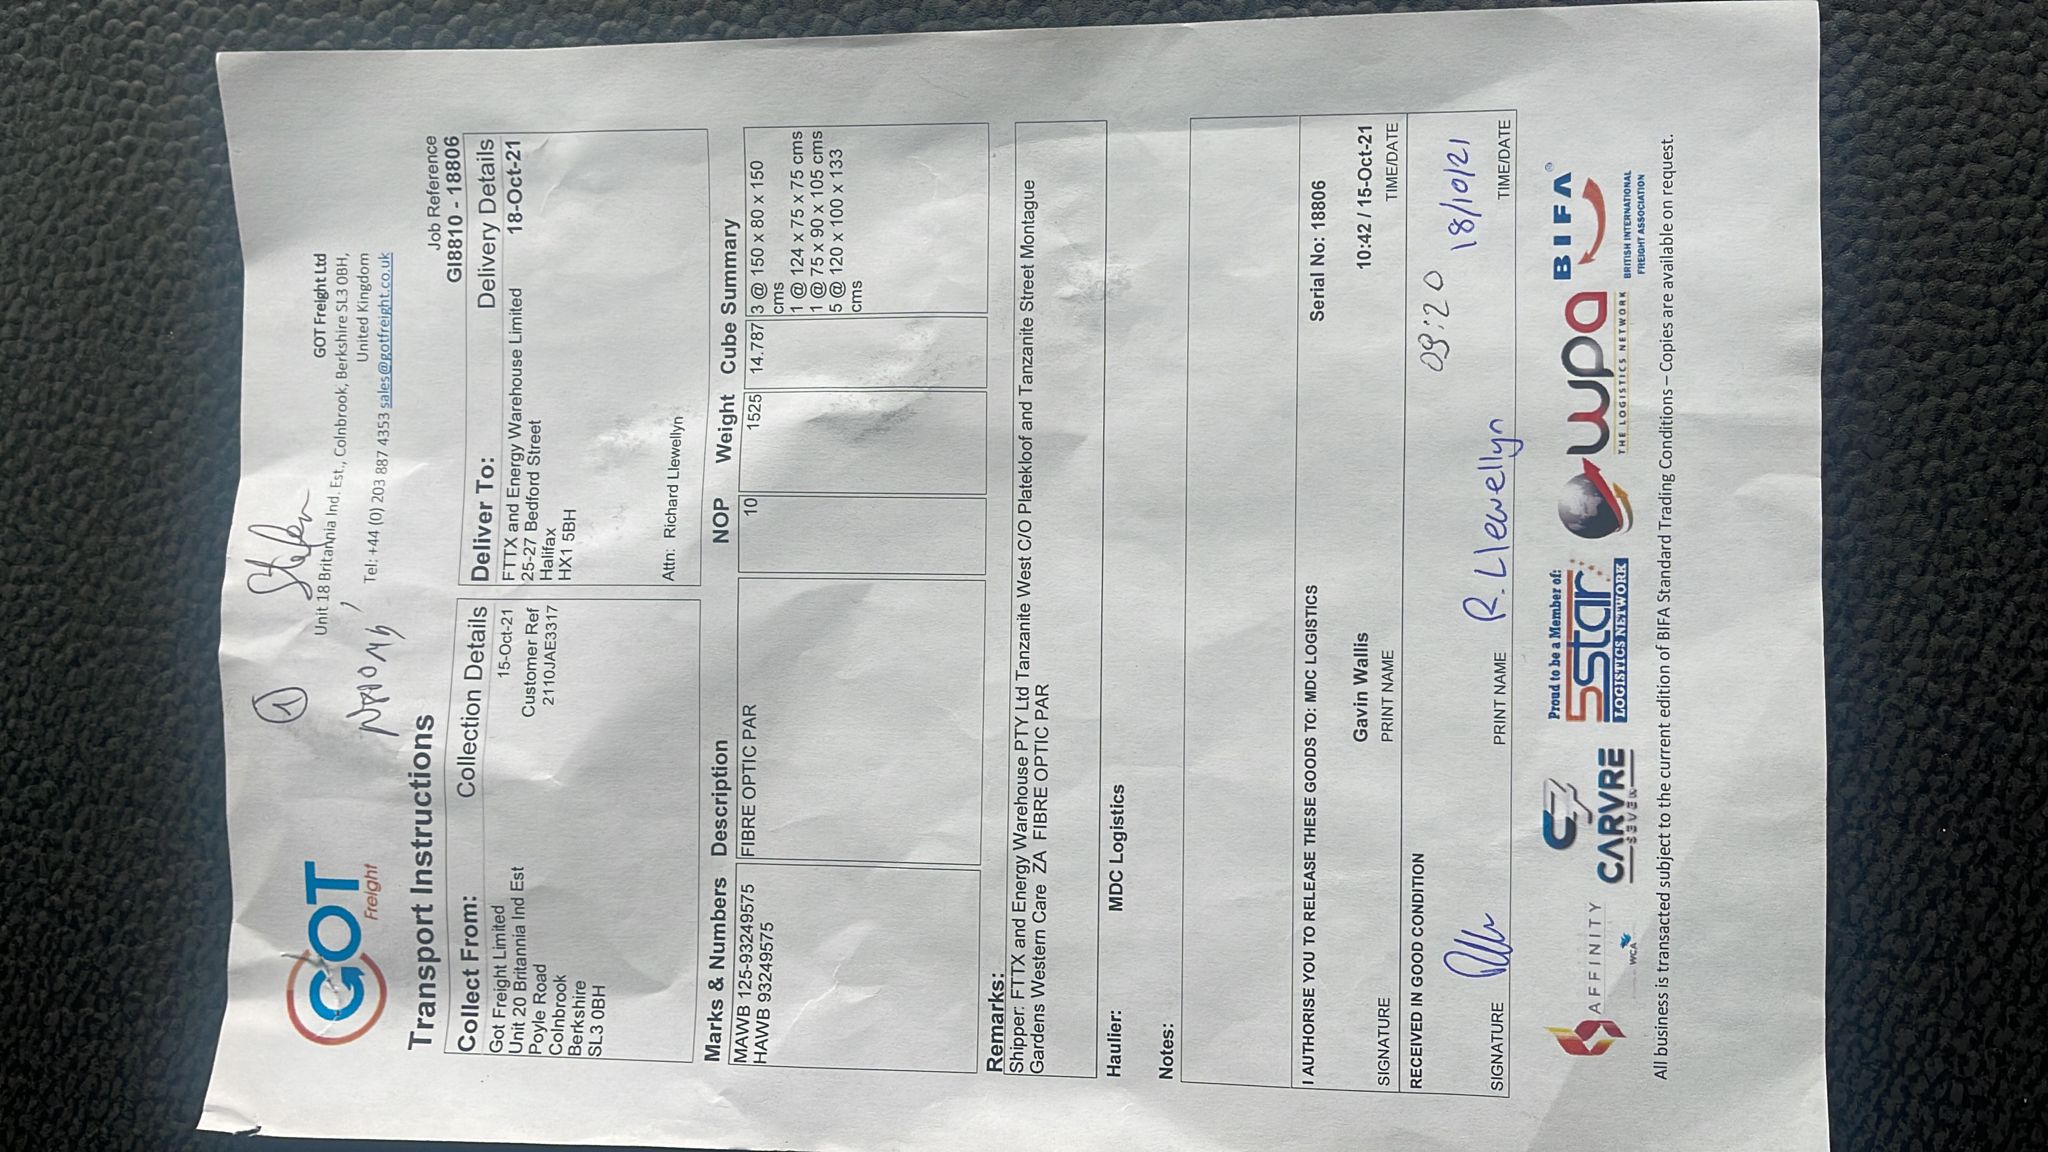 1
Stefan
GOT
Freight
GOT Freight Ltd
Unit 18 Britannia Ind. Est., Colnbrook, Berkshire SL3 0BH,
United Kingdom
Tel: +44 (0) 203 887 4353 sales@gotfreight.co.uk
Transport Instructions
Job Reference
GI8810 - 18806
Collect From:
Collection Details
Got Freight Limited
Unit 20 Britannia Ind Est
Poyle Road
Colnbrook
Berkshire
SL3 0BH
15-Oct-21
Customer Ref
2110JAE3317
Deliver To:
Delivery Details
FTTX and Energy Warehouse Limited
18-Oct-21
25-27 Bedford Street
Halifax
HX1 5BH
Attn: Richard Llewellyn
Marks & Numbers Description NOP Weight Cube Summary
MAWB 125-93249575
HAWB 93249575
FIBRE OPTIC PAR
10
1525
14.787
3 @ 150 x 80 x 150
cms
1 @ 124 x 75 x 75 cms
1 @ 75 x 90 x 105 cms
5 @ 120 x 100 x 133
cms
Remarks:
Shipper: FTTX and Energy Warehouse PTY Ltd Tanzanite West C/O Platekloof and Tanzanite Street Montague
Gardens Western Care ZA FIBRE OPTIC PAR
Haulier: MDC Logistics
Notes:
I AUTHORISE YOU TO RELEASE THESE GOODS TO: MDC LOGISTICS Serial No: 18806
Gavin Wallis 10:42 / 15-Oct-21
SIGNATURE PRINT NAME TIME/DATE
RECEIVED IN GOOD CONDITION
09:20 18/10/21
SIGNATURE PRINT NAME R. Llewellyn TIME/DATE
AFFINITY
WCA
CARVRE
SEVEN
Proud to be a Member of:
5STAR
LOGISTICS NETWORK
wpa
THE LOGISTICS NETWORK
BIFA®
BRITISH INTERNATIONAL
FREIGHT ASSOCIATION
All business is transacted subject to the current edition of BIFA Standard Trading Conditions – Copies are available on request.